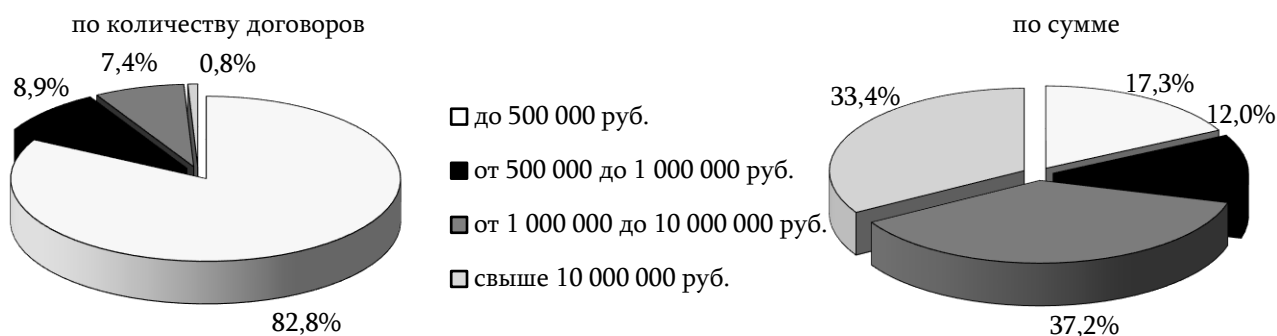 по количеству договоров
7,4%
0,8%
8,9%
82,8%
до 500 000 руб.
от 500 000 до 1 000 000 руб.
от 1 000 000 до 10 000 000 руб.
свыше 10 000 000 руб.
по сумме
17,3%
33,4%
12,0%
37,2%